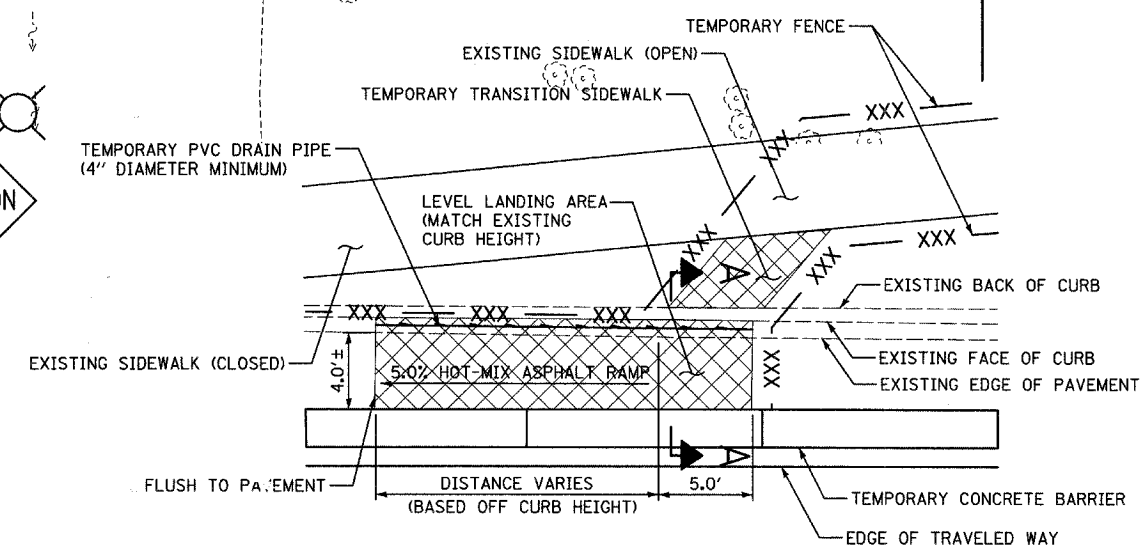 TEMPORARY FENCE
EXISTING SIDEWALK (OPEN)
TEMPORARY TRANSITION SIDEWALK
XXX
XXX
TEMPORARY PVC DRAIN PIPE
(4" DIAMETER MINIMUM)
ON
LEVEL LANDING AREA
(MATCH EXISTING
CURB HEIGHT)
XXX
XXX
XXX
A
EXISTING BACK OF CURB
XXX
XXX
XXX
EXISTING SIDEWALK (CLOSED)
4.0'±
5.0% HOT-MIX ASPHALT RAMP
XXX
EXISTING FACE OF CURB
EXISTING EDGE OF PAVEMENT
A
FLUSH TO PAVEMENT
DISTANCE VARIES
(BASED OFF CURB HEIGHT)
5.0'
TEMPORARY CONCRETE BARRIER
EDGE OF TRAVELED WAY